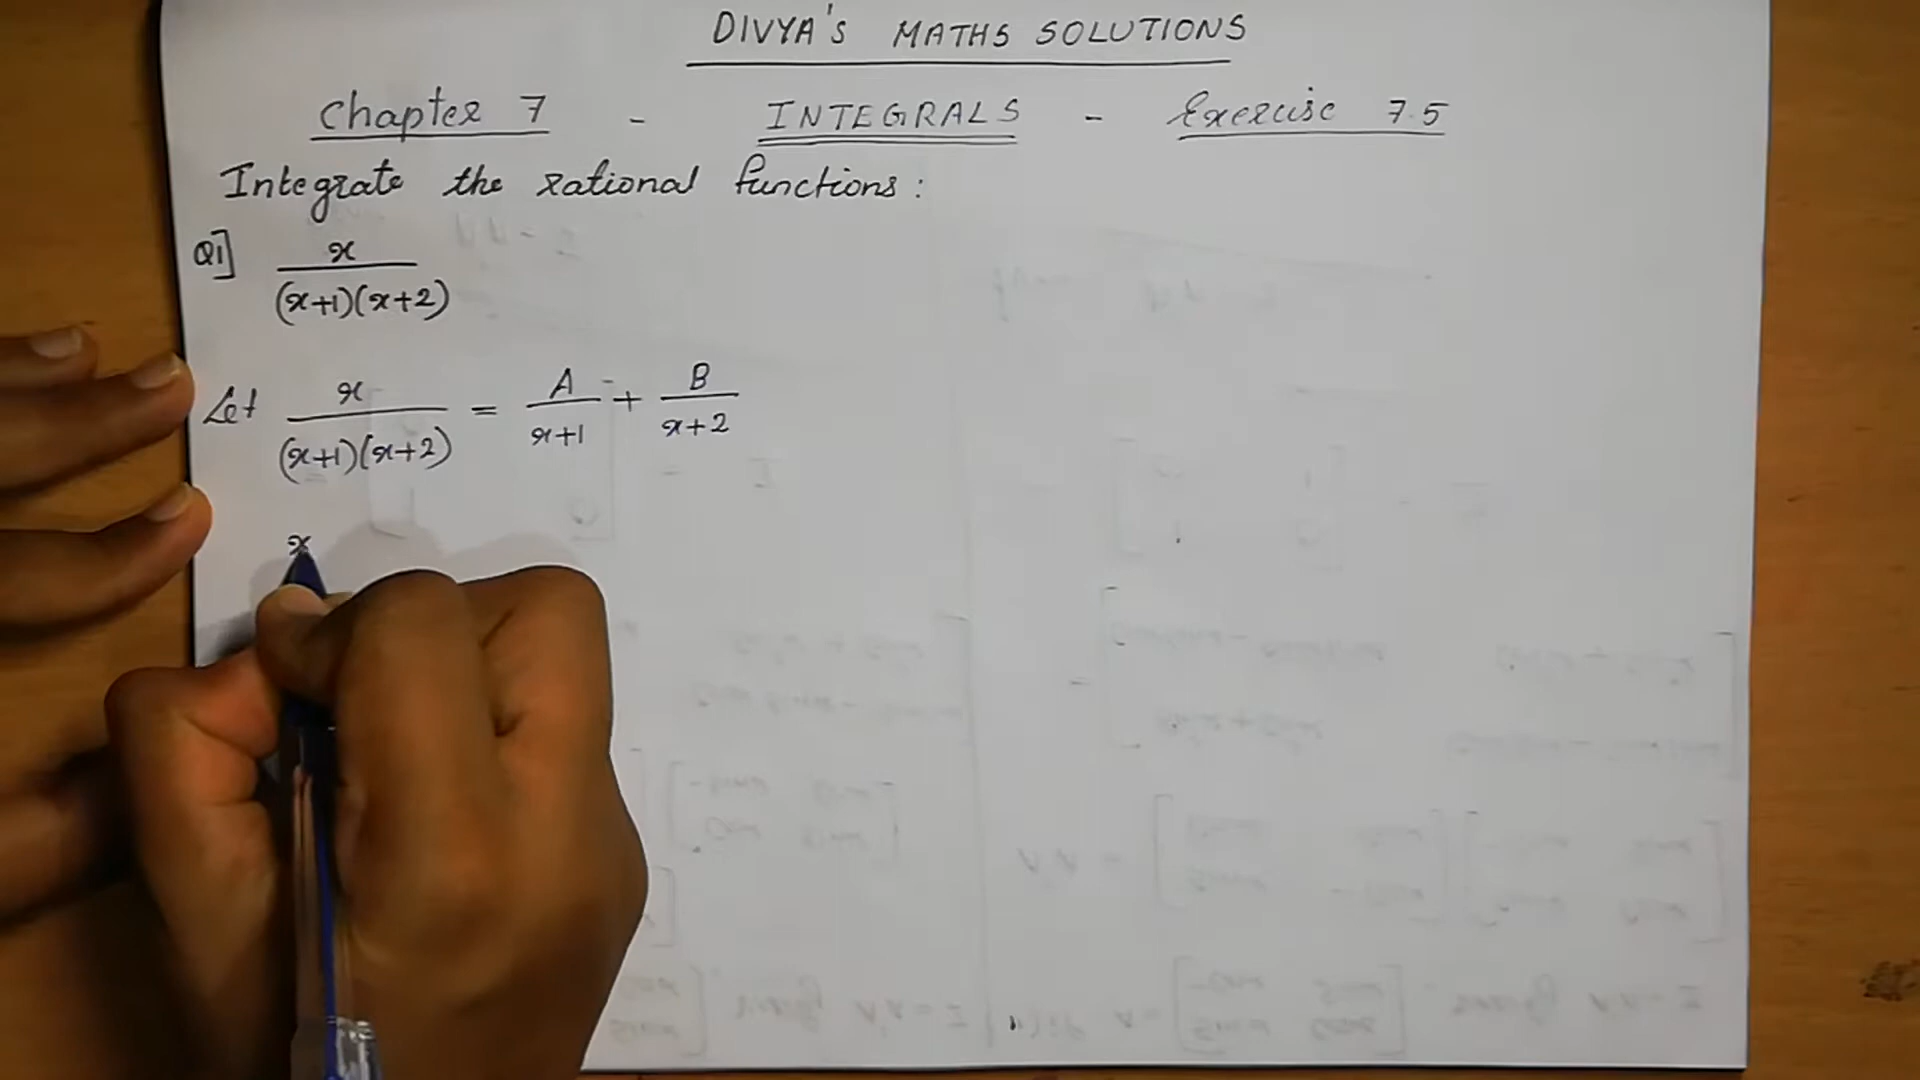 DIVYA'S MATHS SOLUTIONS
Chapter 7 - INTEGRALS - Exercise 7.5
Integrate the rational functions:
Q1] x / (x+1)(x+2)
Let x / (x+1)(x+2) = A / x+1 + B / x+2
x